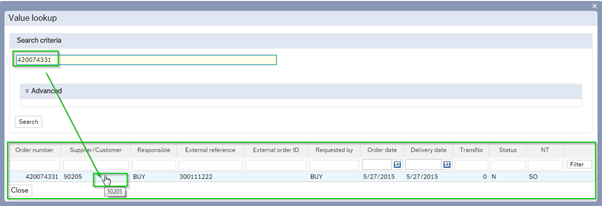 Value lookup
Search criteria
420074331
Advanced
Search
Order number Supplier/Customer Responsible External reference External order ID Requested by Order date Delivery date TransNo Status NT
Filter
420074331 50205 BUY 300111222 BUY 5/27/2015 5/27/2015 0 N SO
Close
50205